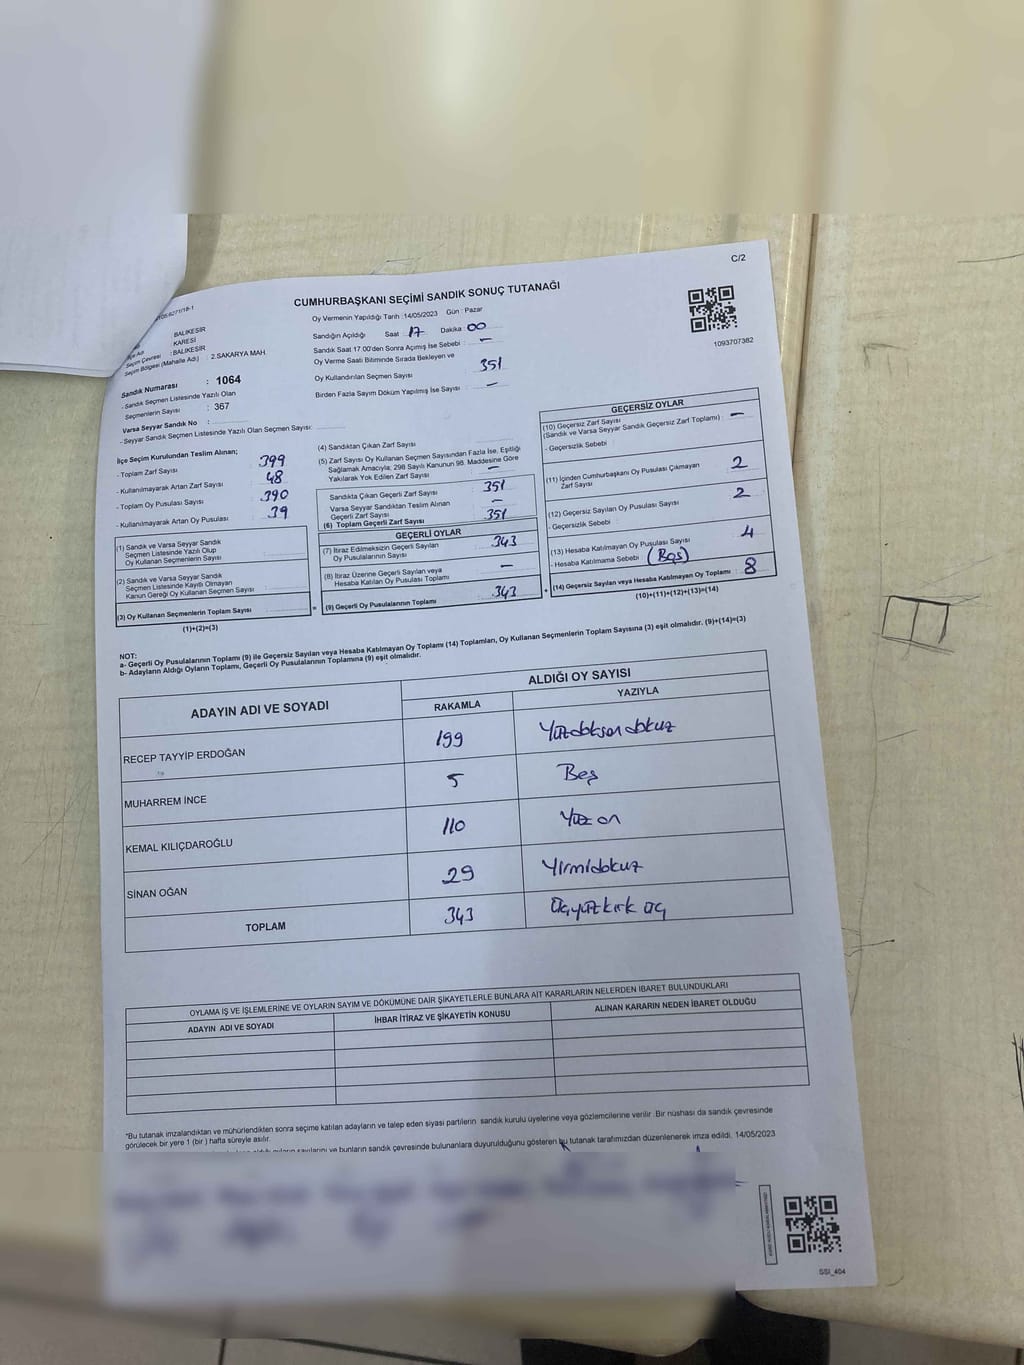 C/2
CUMHURBAŞKANI SEÇİMİ SANDIK SONUÇ TUTANAĞI
Oy Vermenin Yapıldığı Tarih :14/05/2023 Gün : Pazar
: BALIKESİR
: KARESİ
Seçim Çevresi : BALIKESİR
Seçim Bölgesi (Mahalle Adı) : 2.SAKARYA MAH.
Sandığın Açıldığı Saat 17 Dakika 00
Sandık Saat 17.00'den Sonra Açımış İse Sebebi : —
Oy Verme Saati Bitiminde Sırada Bekleyen ve
Oy Kullandırılan Seçmen Sayısı 351
Birden Fazla Sayım Döküm Yapılmış İse Sayısı : —
1093707382
Sandık Numarası : 1064
- Sandık Seçmen Listesinde Yazılı Olan
Seçmenlerin Sayısı : 367
Varsa Seyyar Sandık No :
- Seyyar Sandık Seçmen Listesinde Yazılı Olan Seçmen Sayısı:
İlçe Seçim Kurulundan Teslim Alınan;
- Toplam Zarf Sayısı 399
- Kullanılmayarak Artan Zarf Sayısı 48
- Toplam Oy Pusulası Sayısı 390
- Kullanılmayarak Artan Oy Pusulası 39
(1) Sandık ve Varsa Seyyar Sandık
Seçmen Listesinde Yazılı Olup
Oy Kullanan Seçmenlerin Sayısı
(2) Sandık ve Varsa Seyyar Sandık
Seçmen Listesinde Kayıtlı Olmayan
Kanun Gereği Oy Kullanan Seçmen Sayısı
(3) Oy Kullanan Seçmenlerin Toplam Sayısı
(1)+(2)=(3)
(4) Sandıktan Çıkan Zarf Sayısı
(5) Zarf Sayısı Oy Kullanan Seçmen Sayısından Fazla İse, Eşitliği
Sağlamak Amacıyla; 298 Sayılı Kanunun 98. Maddesine Göre
Yakılarak Yok Edilen Zarf Sayısı —
Sandıkta Çıkan Geçerli Zarf Sayısı 351
Varsa Seyyar Sandıktan Teslim Alınan
Geçerli Zarf Sayısı —
(6) Toplam Geçerli Zarf Sayısı 351
GEÇERLİ OYLAR
(7) İtiraz Edilmeksizin Geçerli Sayılan
Oy Pusulalarının Sayısı 343
(8) İtiraz Üzerine Geçerli Sayılan veya
Hesaba Katılan Oy Pusulası Toplamı —
= (9) Geçerli Oy Pusulalarının Toplamı 343
GEÇERSİZ OYLAR
(10) Geçersiz Zarf Sayısı
(Sandık ve Varsa Seyyar Sandık Geçersiz Zarf Toplamı) : —
- Geçersizlik Sebebi
(11) İçinden Cumhurbaşkanı Oy Pusulası Çıkmayan
Zarf Sayısı 2
(12) Geçersiz Sayılan Oy Pusulası Sayısı 2
- Geçersizlik Sebebi
(13) Hesaba Katılmayan Oy Pusulası Sayısı 4
- Hesaba Katılmama Sebebi (Boş)
+ (14) Geçersiz Sayılan veya Hesaba Katılmayan Oy Toplamı 8
(10)+(11)+(12)+(13)=(14)
NOT:
a- Geçerli Oy Pusulalarının Toplamı (9) ile Geçersiz Sayılan veya Hesaba Katılmayan Oy Toplamı (14) Toplamları, Oy Kullanan Seçmenlerin Toplam Sayısına (3) eşit olmalıdır. (9)+(14)=(3)
b- Adayların Aldığı Oyların Toplamı, Geçerli Oy Pusulalarının Toplamına (9) eşit olmalıdır.
ADAYIN ADI VE SOYADI
ALDIĞI OY SAYISI
RAKAMLA YAZIYLA
RECEP TAYYİP ERDOĞAN 199 Yüzdoksandokuz
MUHARREM İNCE 5 Beş
KEMAL KILIÇDAROĞLU 110 Yüz on
SİNAN OĞAN 29 Yirmidokuz
TOPLAM 343 Üçyüzkırk üç
OYLAMA İŞ VE İŞLEMLERİNE VE OYLARIN SAYIM VE DÖKÜMÜNE DAİR ŞİKAYETLERLE BUNLARA AİT KARARLARIN NELERDEN İBARET BULUNDUKLARI
ADAYIN ADI VE SOYADI İHBAR İTİRAZ VE ŞİKAYETİN KONUSU ALINAN KARARIN NEDEN İBARET OLDUĞU
*Bu tutanak imzalandıktan ve mühürlendikten sonra seçime katılan adayların ve talep eden siyasi partilerin sandık kurulu üyelerine veya gözlemcilerine verilir. Bir nüshası da sandık çevresinde
görülecek bir yere 1 (bir ) hafta süreyle asılır.
sayılarını ve bunların sandık çevresinde bulunanlara duyurulduğunu gösteren bu tutanak tarafımızdan düzenlenerek imza edildi. 14/05/2023
SSI_404